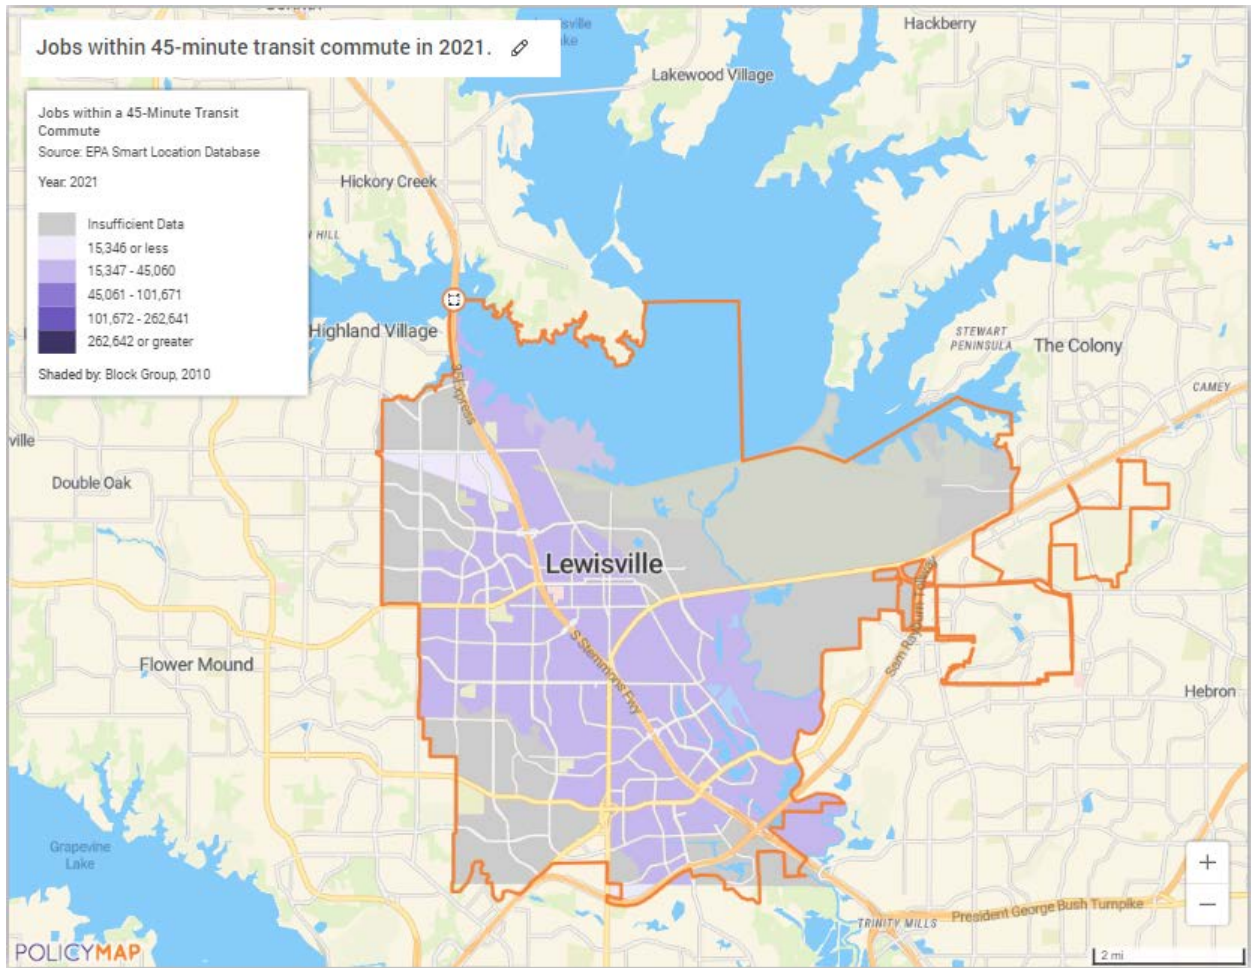 Jobs within 45-minute transit commute in 2021.
Jobs within a 45-Minute Transit
Commute
Source: EPA Smart Location Database
Year: 2021
Insufficient Data
15,346 or less
15,347 - 45,060
45,061 - 101,671
101,672 - 262,641
262,642 or greater
Shaded by: Block Group, 2010
Hackberry
Lakewood Village
Hickory Creek
HILL
Highland Village
STEWART
PENINSULA
The Colony
CAMEY
35Express
ville
Double Oak
Lewisville
Flower Mound
S Stemmons Fwy
Sam Rayburn Tollway
Hebron
Grapevine
Lake
TRINITY MILLS
President George Bush Turnpike
+
−
2 mi
POLICYMAP